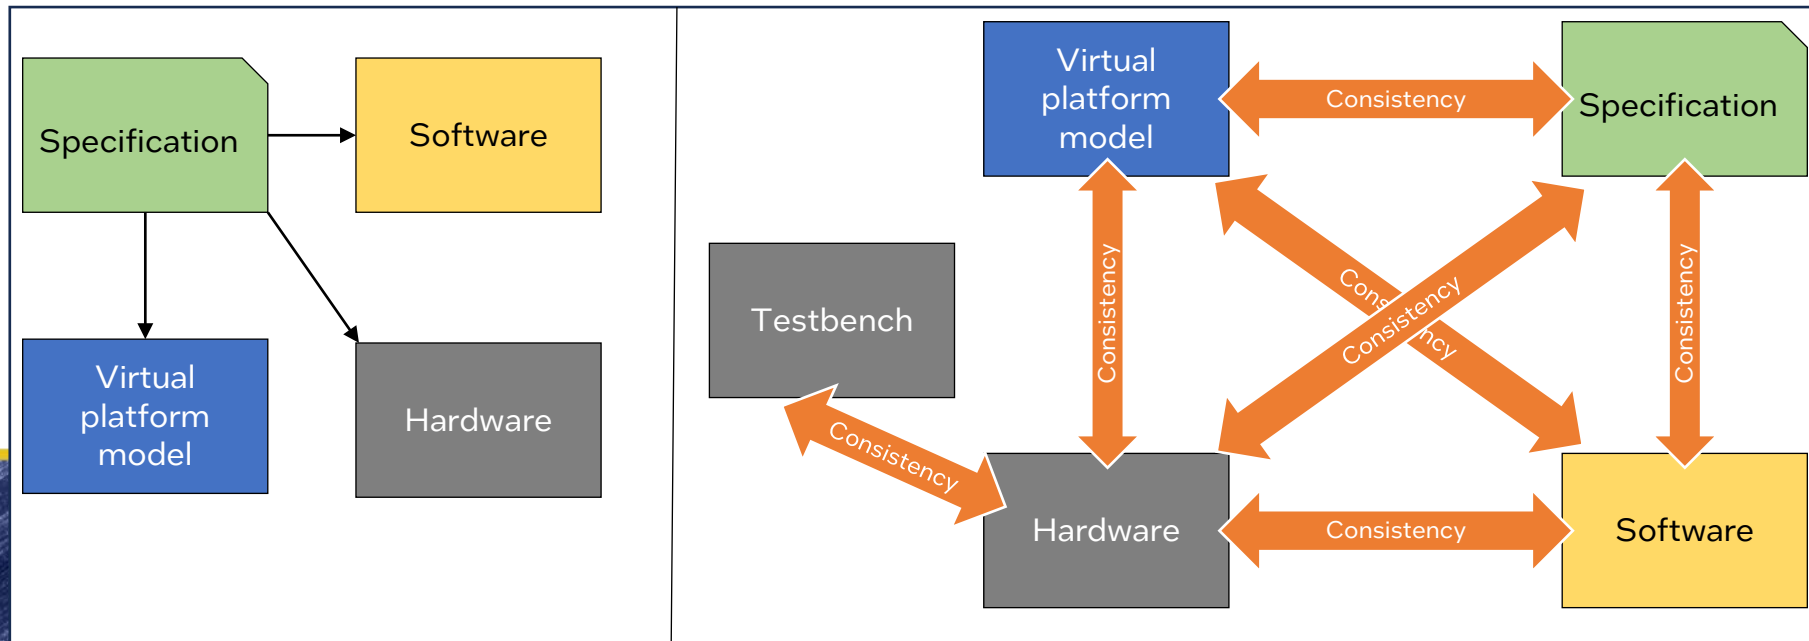 Specification
Software
Virtual
platform
model
Hardware
Virtual
platform
model
Consistency
Specification
Testbench
Consistency
Consistency
Consistency
Consistency
Consistency
Hardware
Consistency
Software